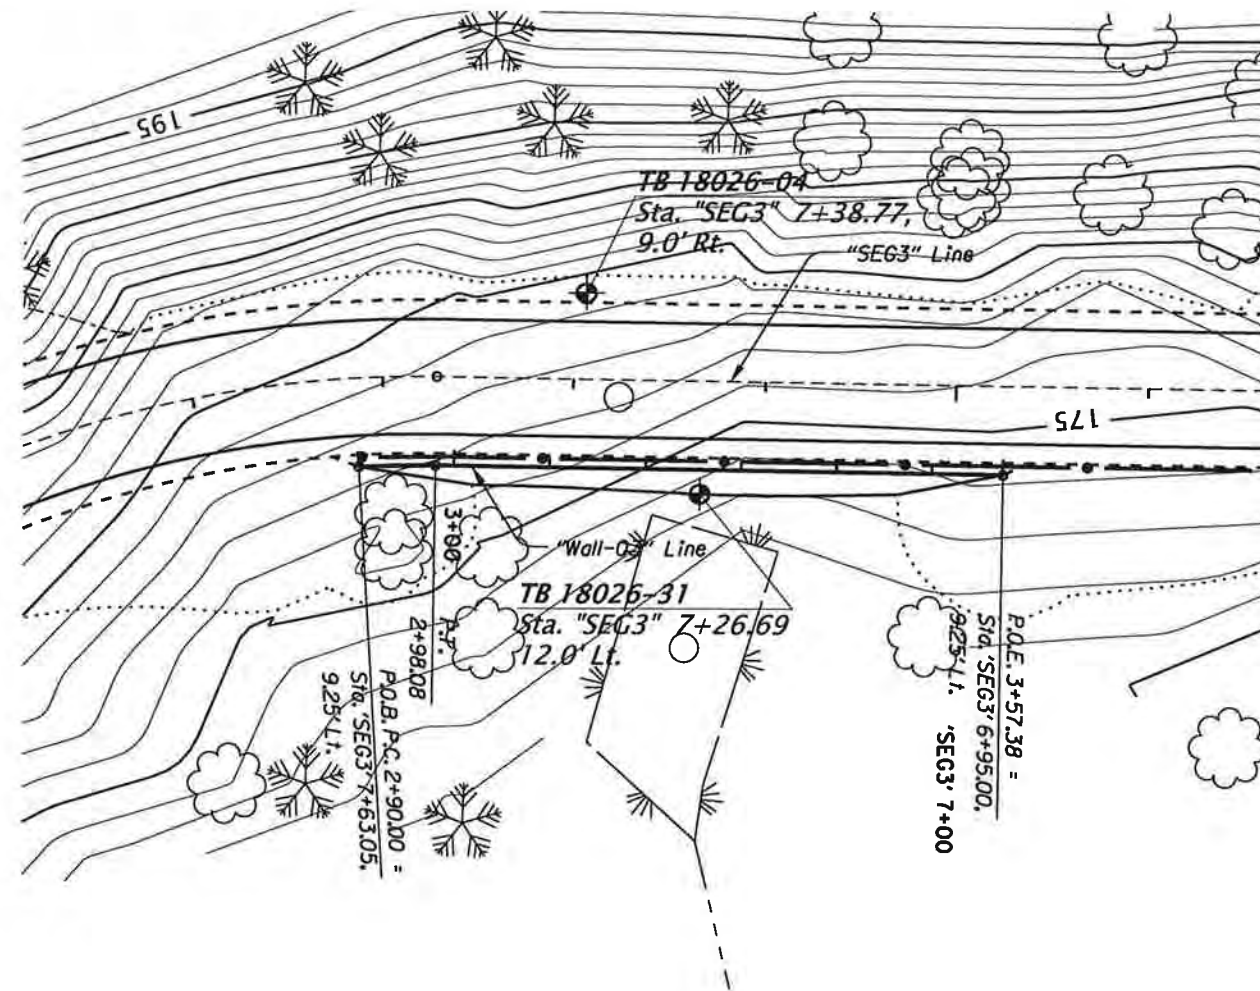 195
TB 18026-04
Sta. "SEG3" 7+38.77,
9.0' Rt.
"SEG3" Line
175
3+00
"Wall-03" Line
TB 18026-31
Sta. "SEG3" 7+26.69
12.0' Lt.
P.T.
2+98.08
P.O.B. P.C. 2+90.00 =
Sta. 'SEG3' 7+63.05,
9.25' Lt.
P.O.E. 3+57.38 =
Sta. 'SEG3' 6+95.00,
9.25' Lt.
'SEG3' 7+00